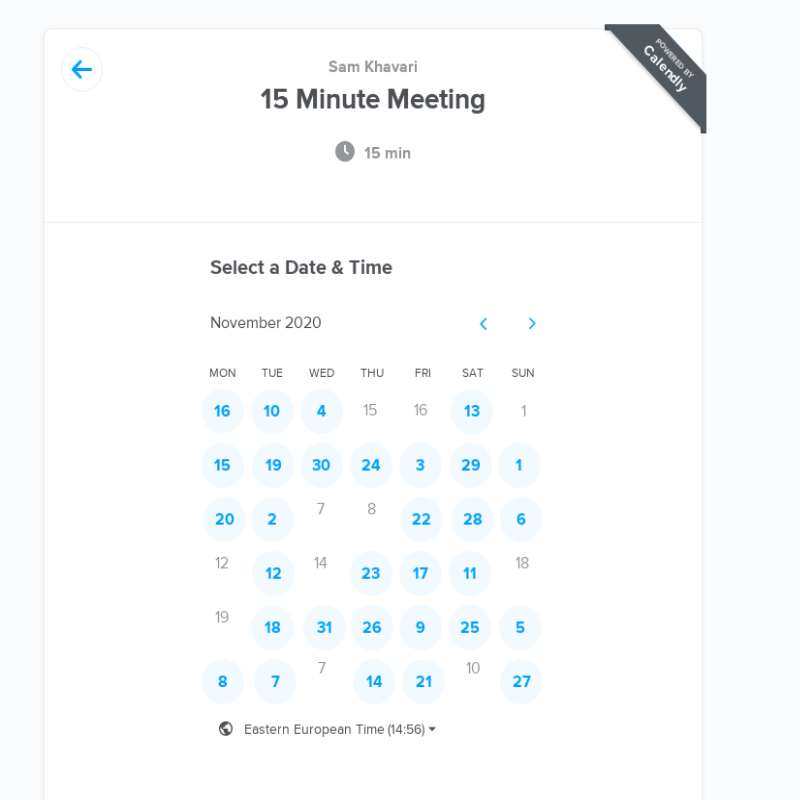 POWERED BY
Calendly
Sam Khavari
15 Minute Meeting
15 min
Select a Date & Time
November 2020
MON TUE WED THU FRI SAT SUN
16 10 4 15 16 13 1
15 19 30 24 3 29 1
20 2 7 8 22 28 6
12 12 14 23 17 11 18
19 18 31 26 9 25 5
8 7 7 14 21 10 27
Eastern European Time (14:56)